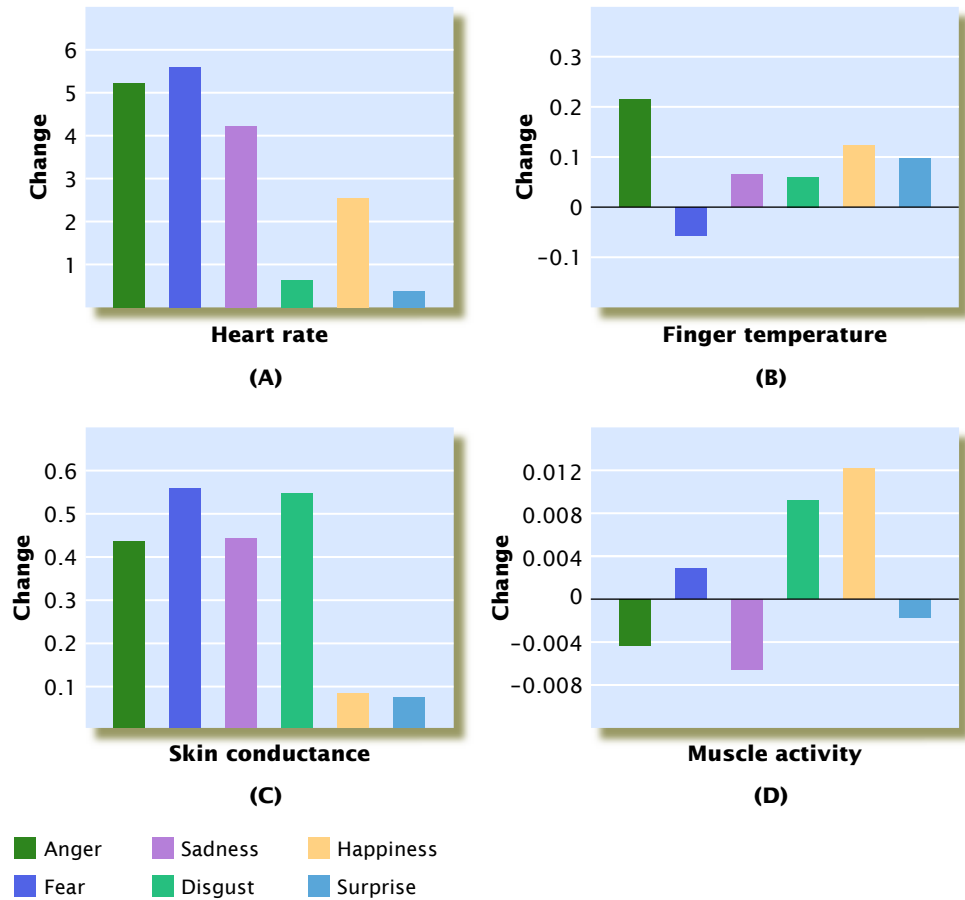 6
5
4
3
2
1
Change
Heart rate
(A)
0.3
0.2
0.1
0
−0.1
Change
Finger temperature
(B)
0.6
0.5
0.4
0.3
0.2
0.1
Change
Skin conductance
(C)
0.012
0.008
0.004
0
−0.004
−0.008
Change
Muscle activity
(D)
Anger Sadness Happiness
Fear Disgust Surprise